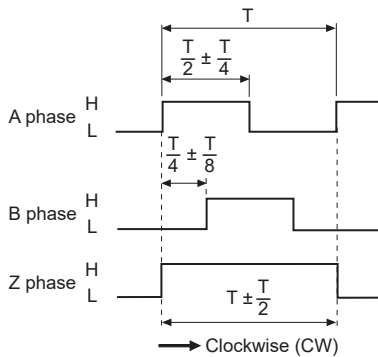 T
T/2 ± T/4
A phase H
L
T/4 ± T/8
B phase H
L
Z phase H
L
T ± T/2
Clockwise (CW)